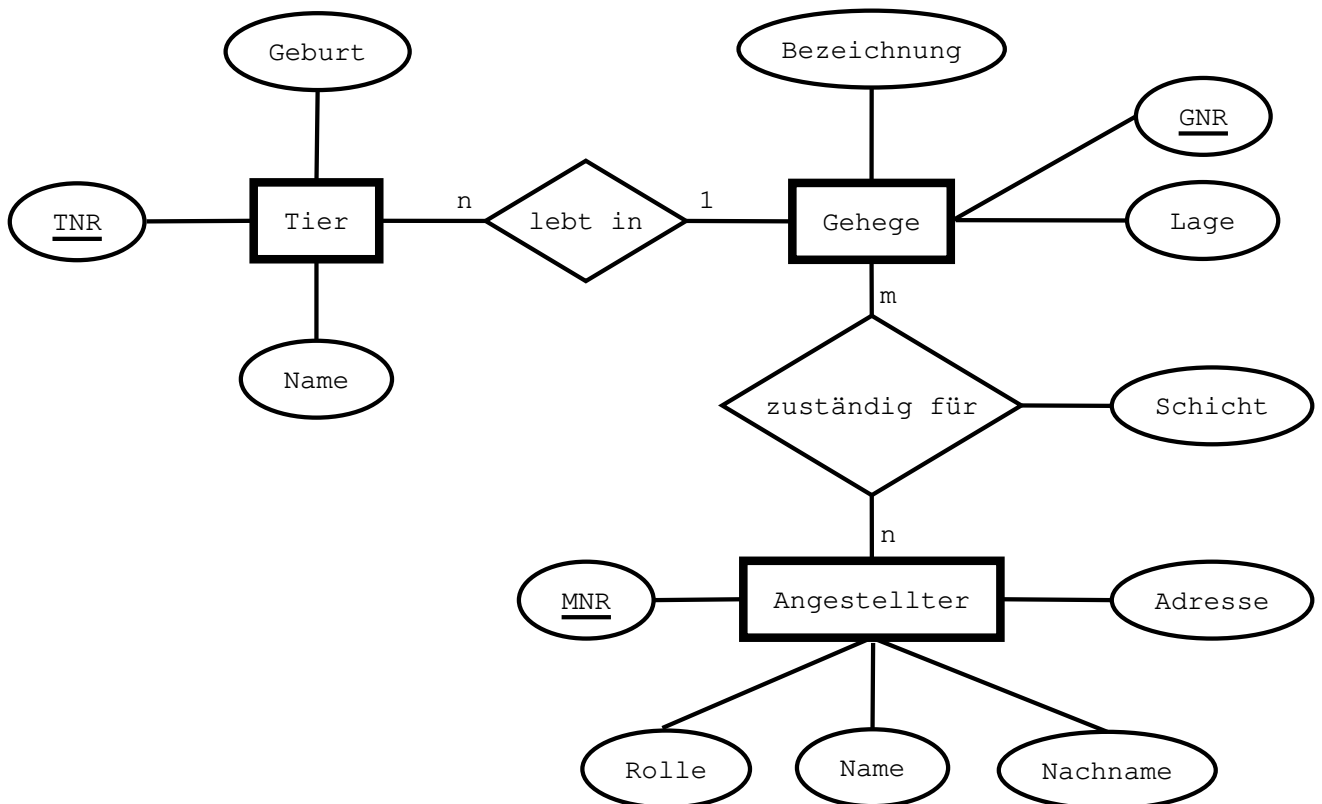 Geburt
Bezeichnung
GNR
TNR
Tier
n
lebt in
1
Gehege
Lage
m
Name
zuständig für
Schicht
n
MNR
Angestellter
Adresse
Rolle
Name
Nachname